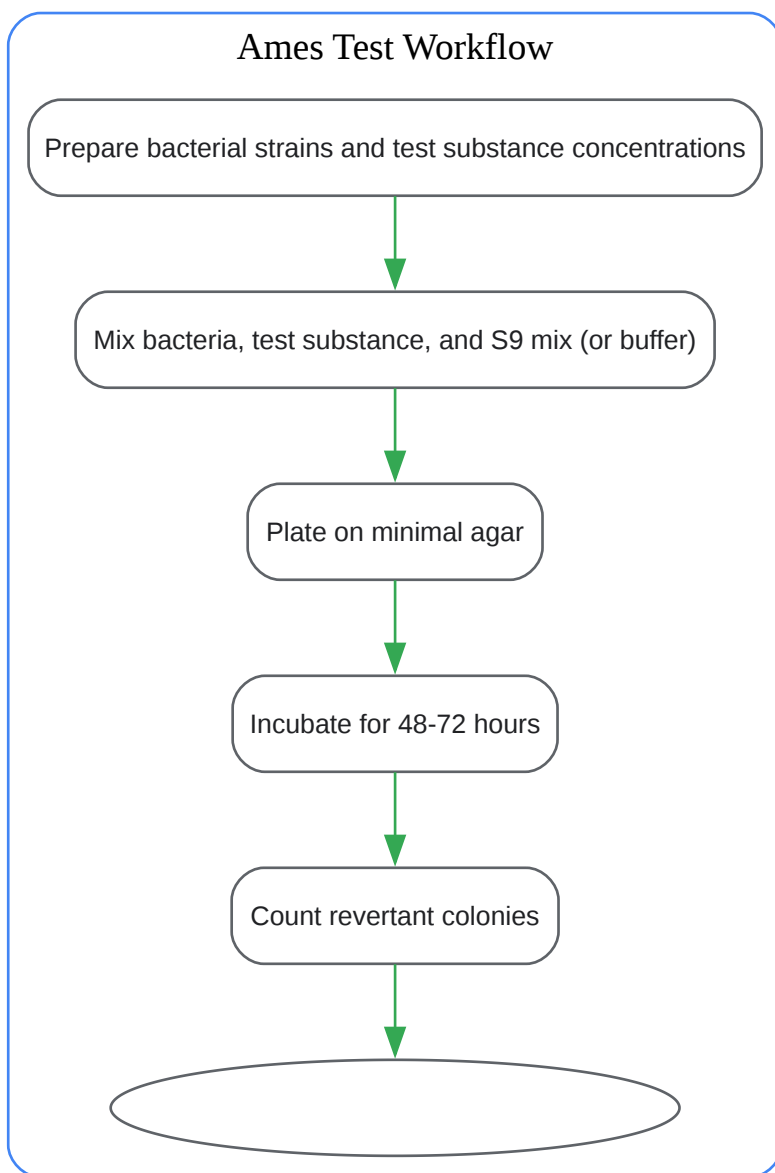 Ames Test Workflow
Prepare bacterial strains and test substance concentrations
Mix bacteria, test substance, and S9 mix (or buffer)
Plate on minimal agar
Incubate for 48-72 hours
Count revertant colonies